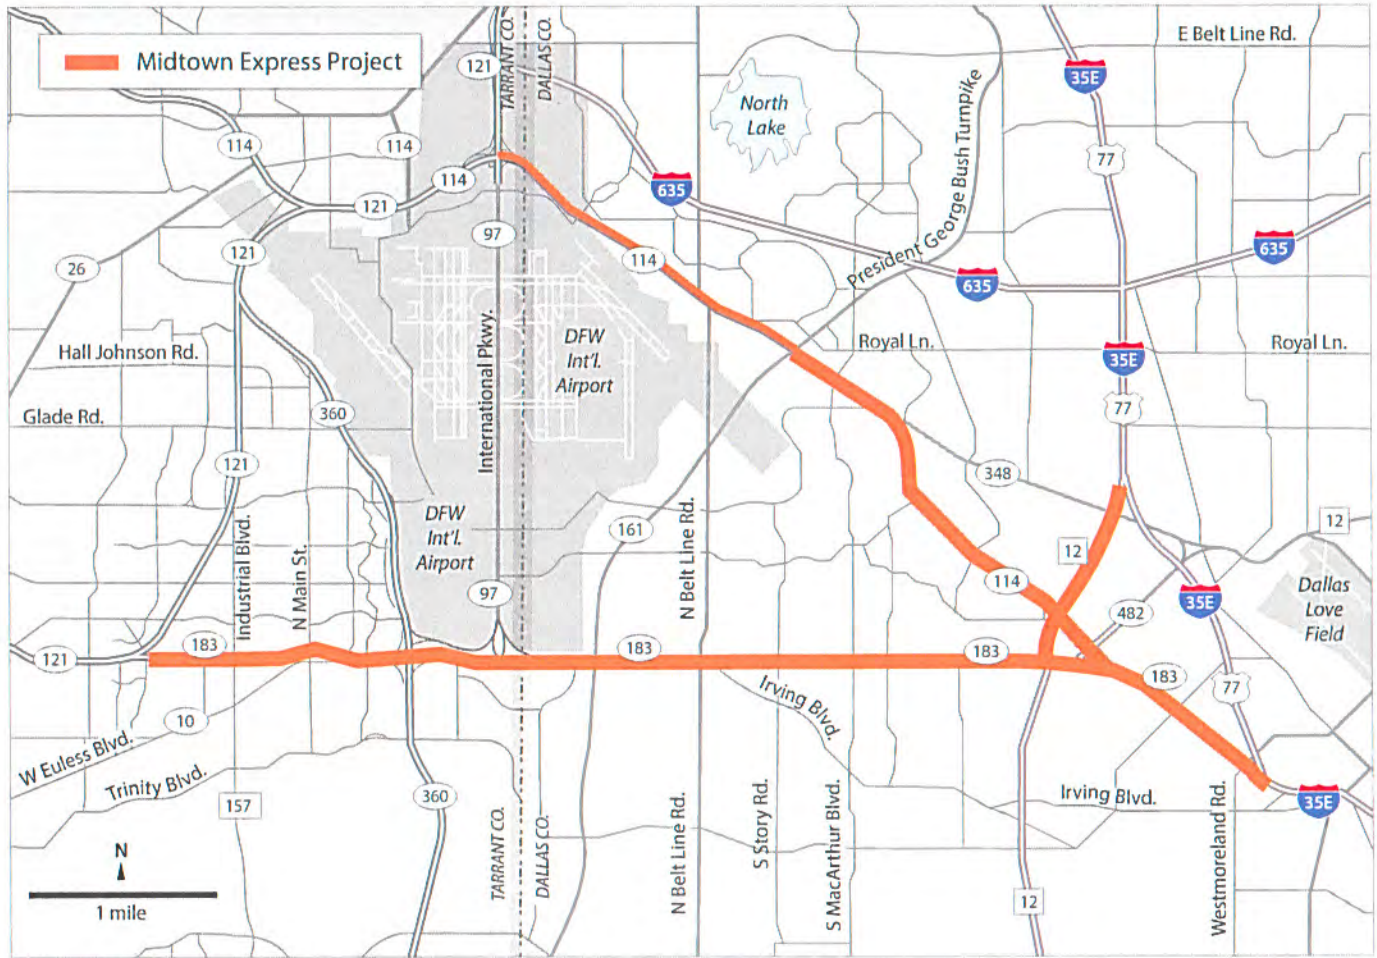 Midtown Express Project
121
TARRANT CO.
DALLAS CO.
E Belt Line Rd.
35E
North
Lake
President George Bush Turnpike
114
114
77
114
121
635
97
121
114
635
26
635
Hall Johnson Rd.
International Pkwy.
DFW
Int'l.
Airport
Royal Ln.
Royal Ln.
35E
Glade Rd.
360
77
121
348
DFW
Int'l.
Airport
161
N Belt Line Rd.
12
12
Industrial Blvd.
N Main St.
97
114
482
35E
Dallas
Love
Field
121
183
183
183
183
77
10
Irving Blvd.
W Euless Blvd.
Trinity Blvd.
157
360
TARRANT CO.
DALLAS CO.
N Belt Line Rd.
S Story Rd.
S MacArthur Blvd.
Irving Blvd.
Westmoreland Rd.
35E
12
N
1 mile